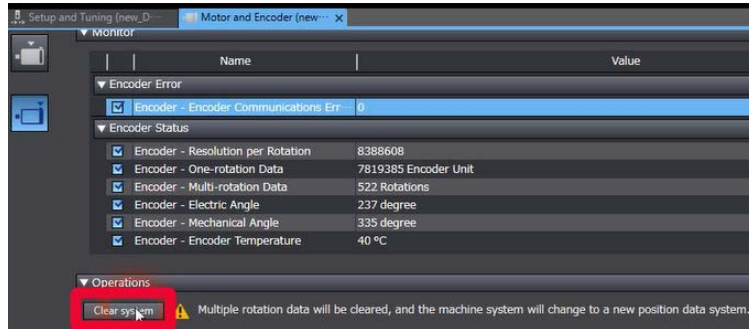 Setup and Tuning (new_D···
Motor and Encoder (new··· X
Monitor
Name Value
Encoder Error
Encoder - Encoder Communications Err··· 0
Encoder Status
Encoder - Resolution per Rotation 8388608
Encoder - One-rotation Data 7819385 Encoder Unit
Encoder - Multi-rotation Data 522 Rotations
Encoder - Electric Angle 237 degree
Encoder - Mechanical Angle 335 degree
Encoder - Encoder Temperature 40 ºC
Operations
Clear system Multiple rotation data will be cleared, and the machine system will change to a new position data system.